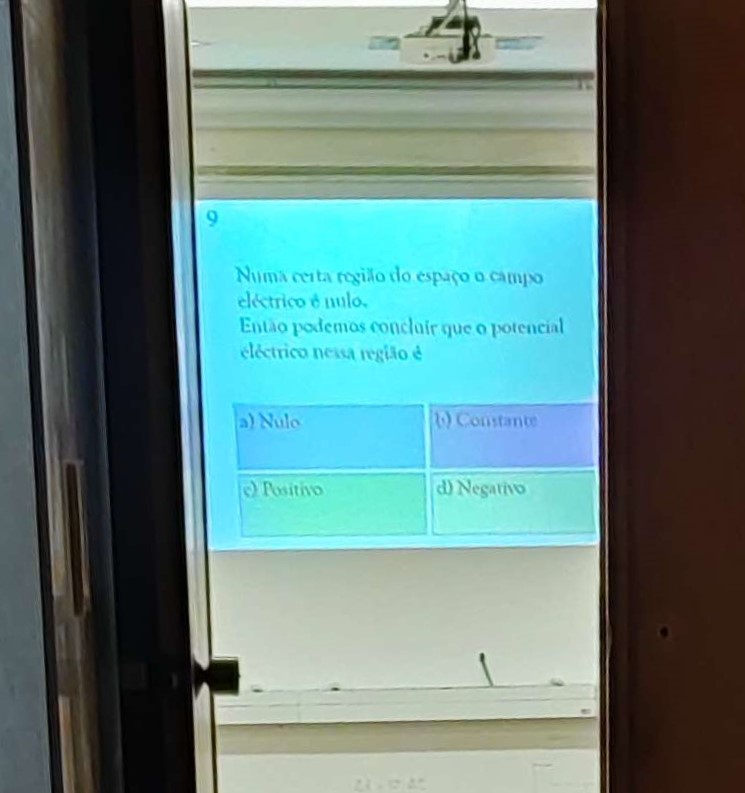 9
Numa certa região do espaço o campo
eléctrico é nulo.
Então podemos concluir que o potencial
eléctrico nessa região é
a) Nulo
b) Constante
c) Positivo
d) Negativo